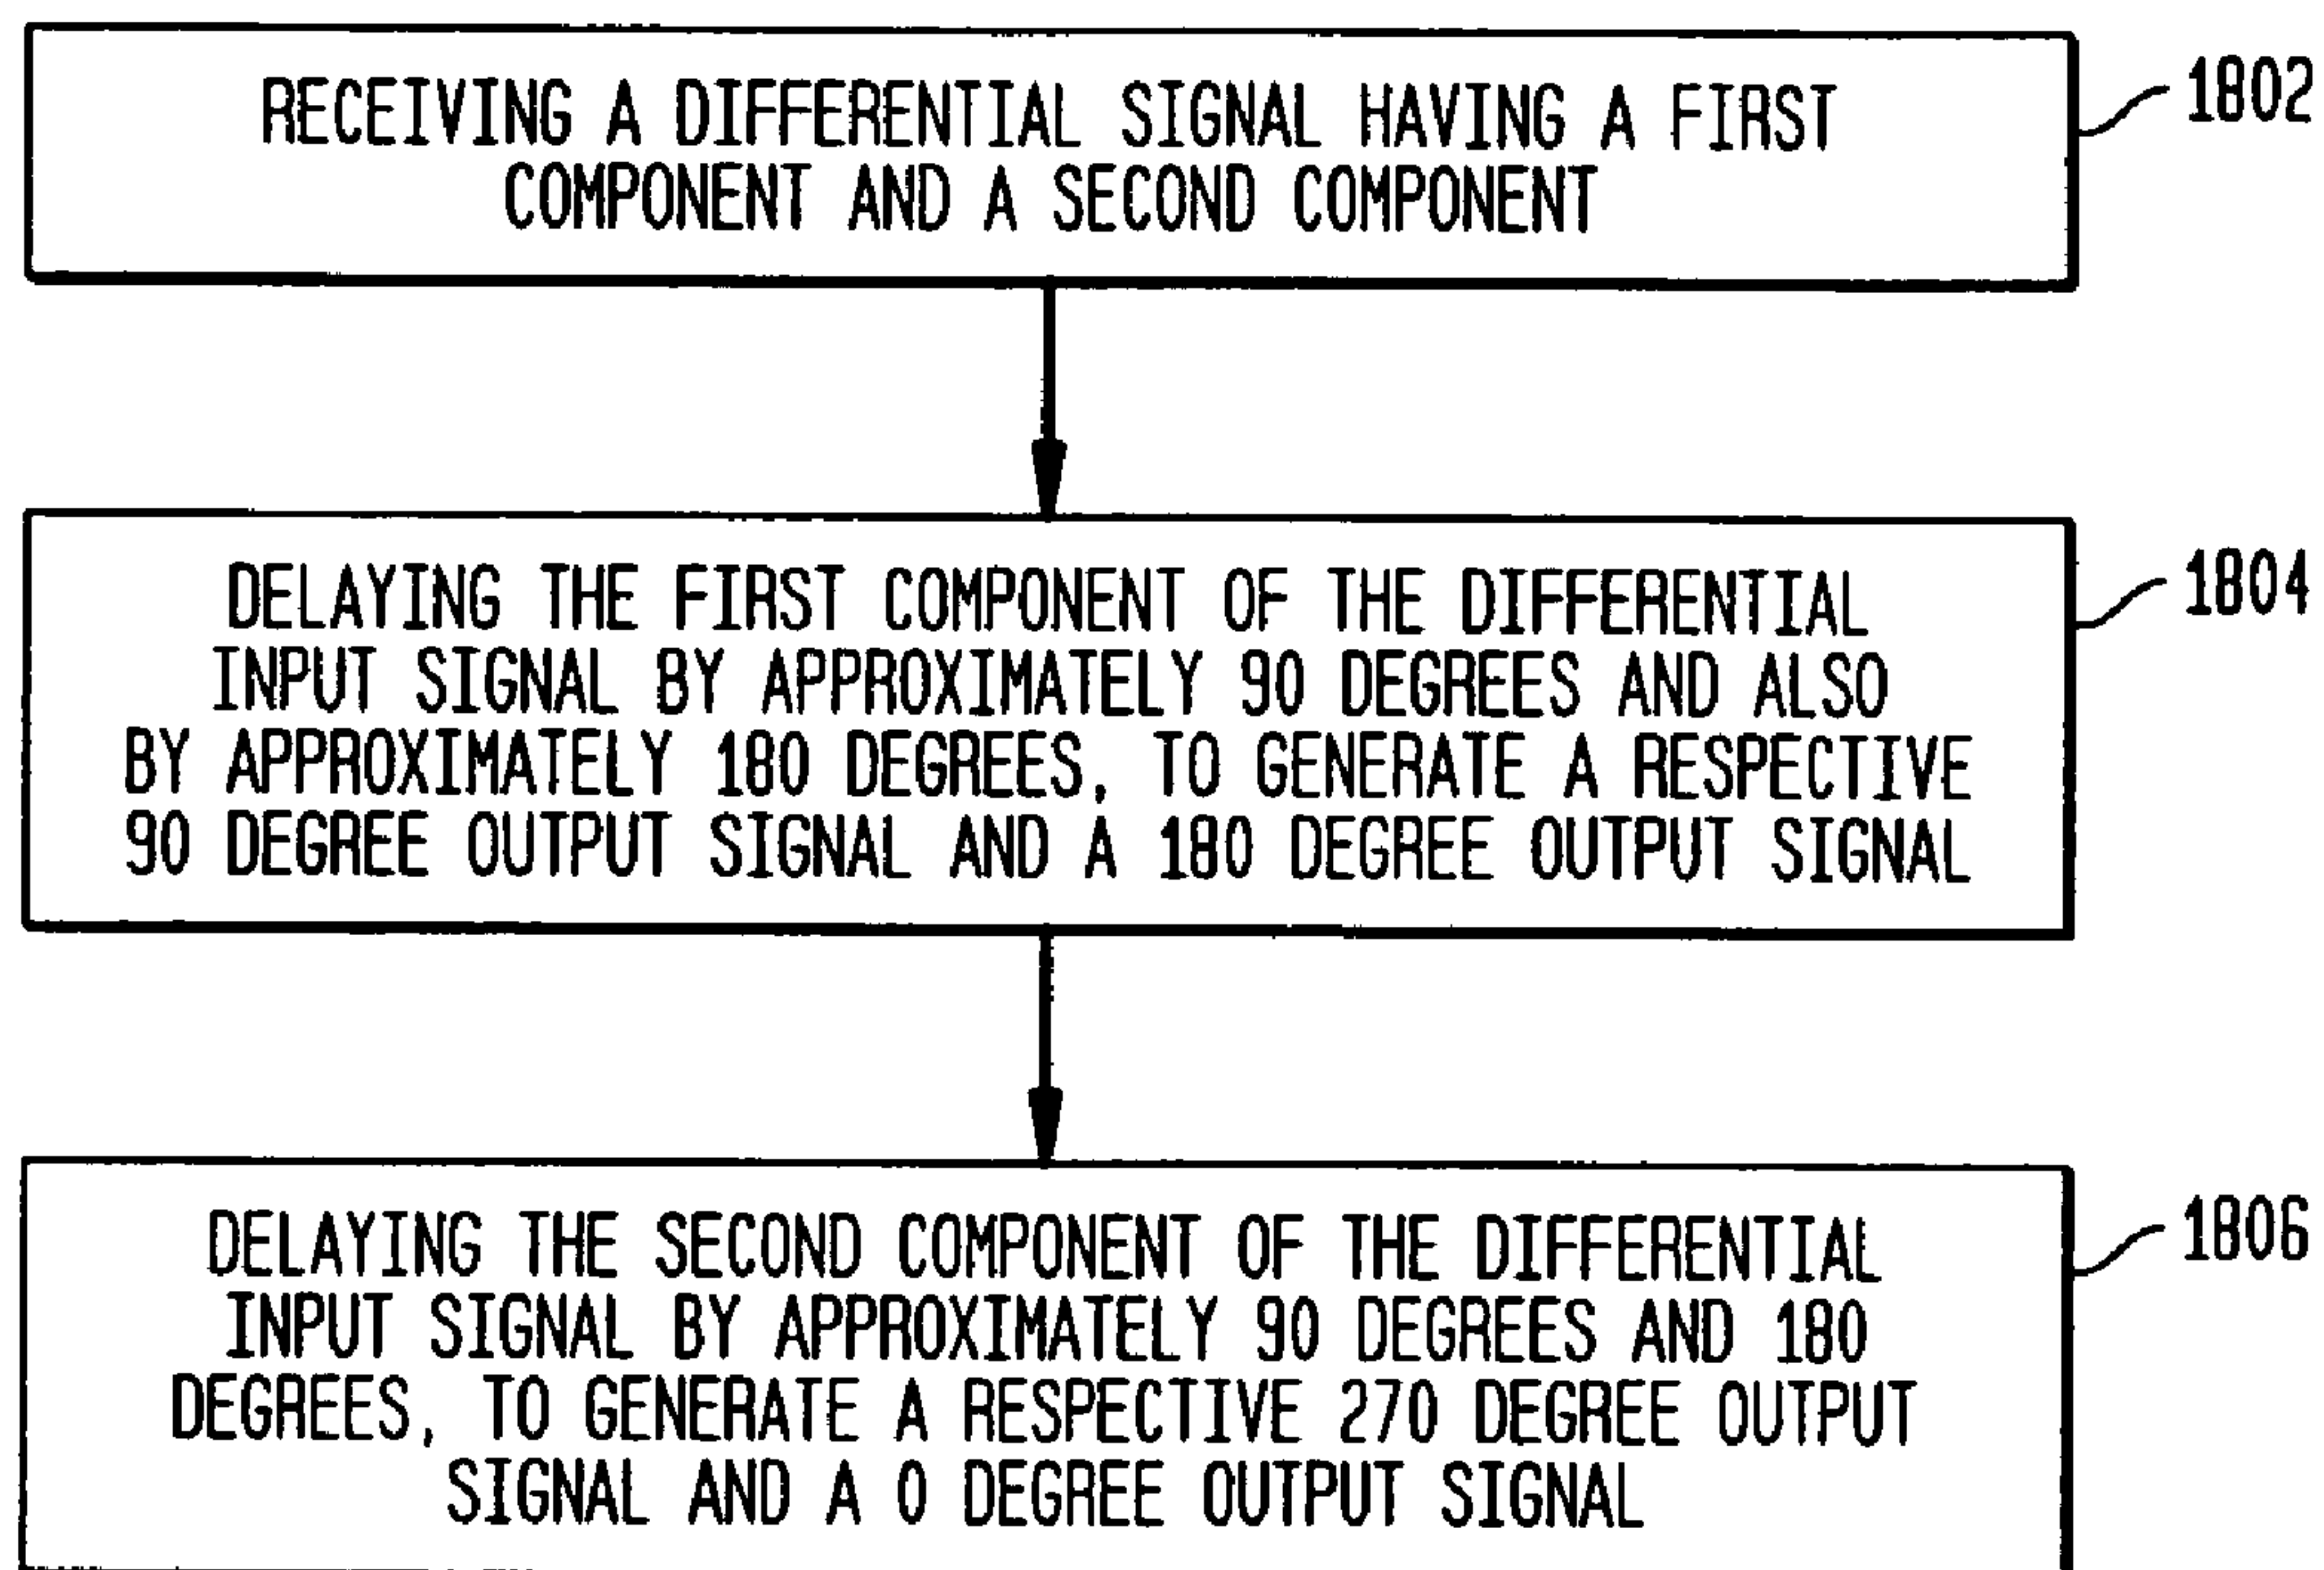 RECEIVING A DIFFERENTIAL SIGNAL HAVING A FIRST
COMPONENT AND A SECOND COMPONENT
1802
DELAYING THE FIRST COMPONENT OF THE DIFFERENTIAL
INPUT SIGNAL BY APPROXIMATELY 90 DEGREES AND ALSO
BY APPROXIMATELY 180 DEGREES, TO GENERATE A RESPECTIVE
90 DEGREE OUTPUT SIGNAL AND A 180 DEGREE OUTPUT SIGNAL
1804
DELAYING THE SECOND COMPONENT OF THE DIFFERENTIAL
INPUT SIGNAL BY APPROXIMATELY 90 DEGREES AND 180
DEGREES, TO GENERATE A RESPECTIVE 270 DEGREE OUTPUT
SIGNAL AND A 0 DEGREE OUTPUT SIGNAL
1806